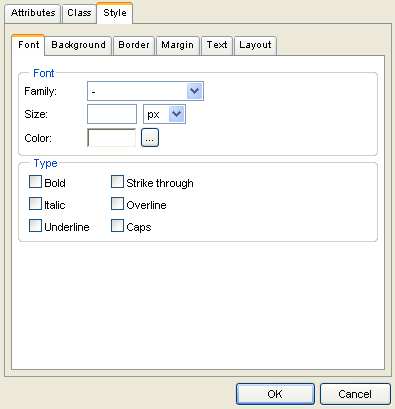 Attributes Class Style
Font Background Border Margin Text Layout
Font
Family: -
Size: px
Color: ...
Type
Bold Strike through
Italic Overline
Underline Caps
OK Cancel